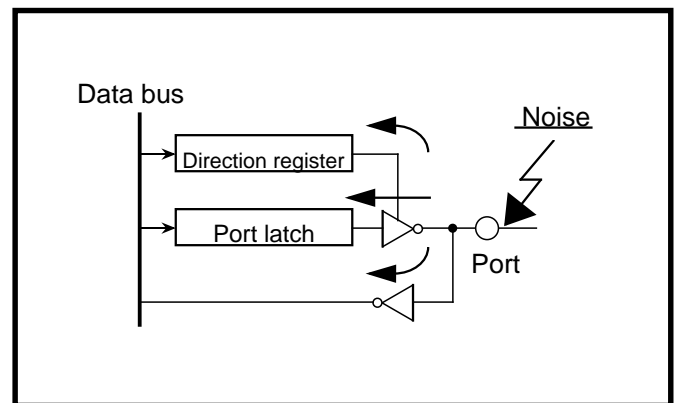 Data bus
Noise
Direction register
Port latch
Port